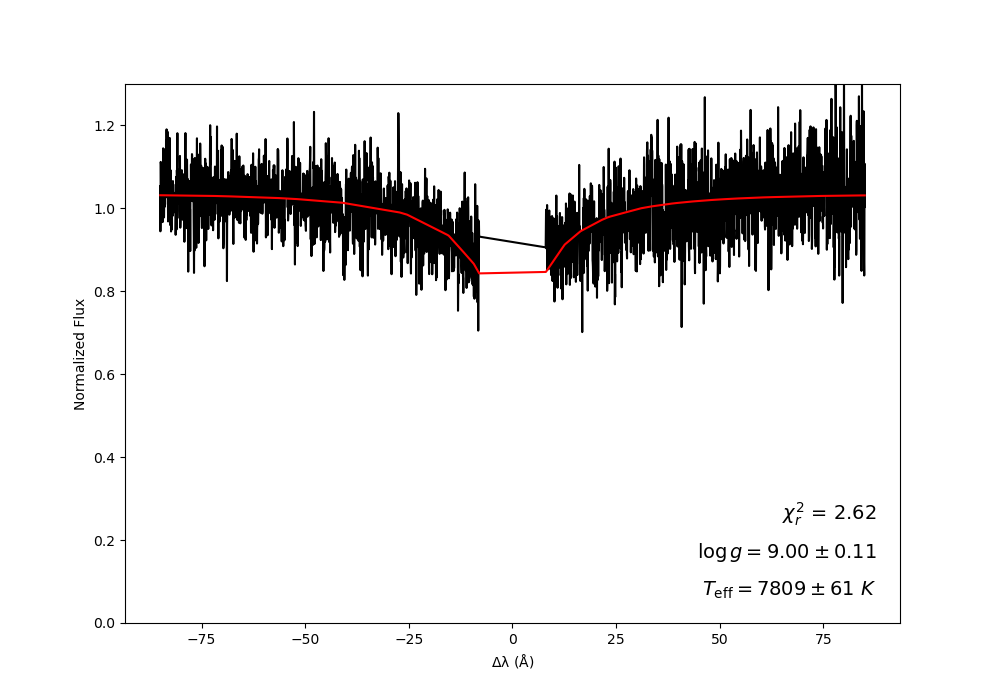 1.2
1.0
0.8
0.6
0.4
0.2
0.0
Normalized Flux
χ²ᵣ = 2.62
log g = 9.00 ± 0.11
T_eff = 7809 ± 61 K
−75 −50 −25 0 25 50 75
Δλ (Å)